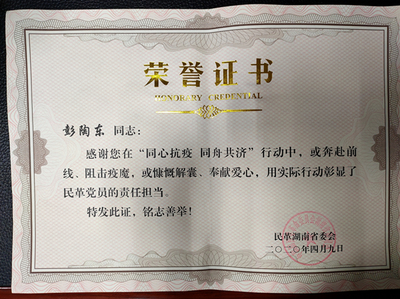 荣誉证书
HONORARY CREDENTIAL
彭陶东 同志：
感谢您在“同心抗疫 同舟共济”行动中，或奔赴前
线、阻击疫魔，或慷慨解囊、奉献爱心，用实际行动彰显了
民革党员的责任担当。
特发此证，铭志善举！
民革湖南省委会
二〇二〇年四月九日